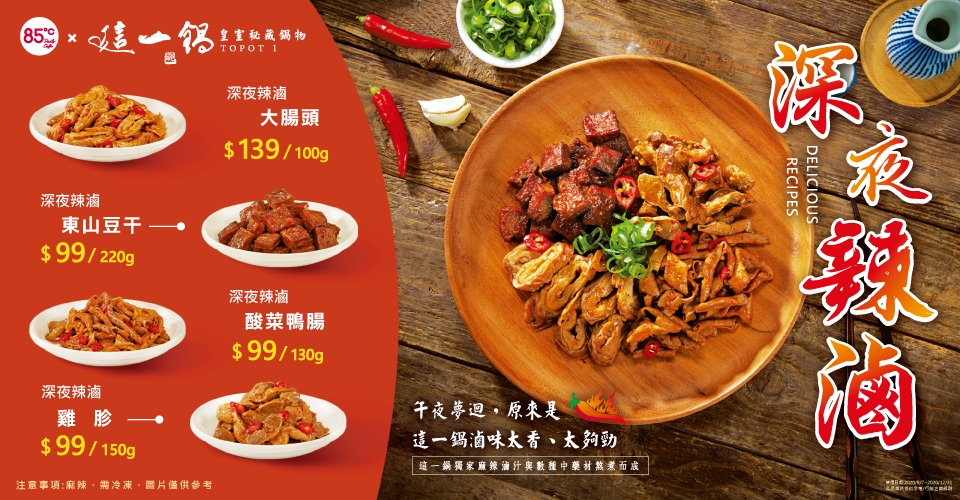 85℃ × 這一鍋 皇室秘藏鍋物
TOPOT 1
深夜辣滷
大腸頭
$139/100g
深夜辣滷
東山豆干
$99/220g
深夜辣滷
酸菜鴨腸
$99/130g
深夜辣滷
雞 胗
$99/150g
注意事項:麻辣、需冷凍、圖片僅供參考
深夜辣滷
DELICIOUS
RECIPES
午夜夢迴,原來是
這一鍋滷味太香、太夠勁
這一鍋獨家麻辣滷汁與數種中藥材熬煮而成